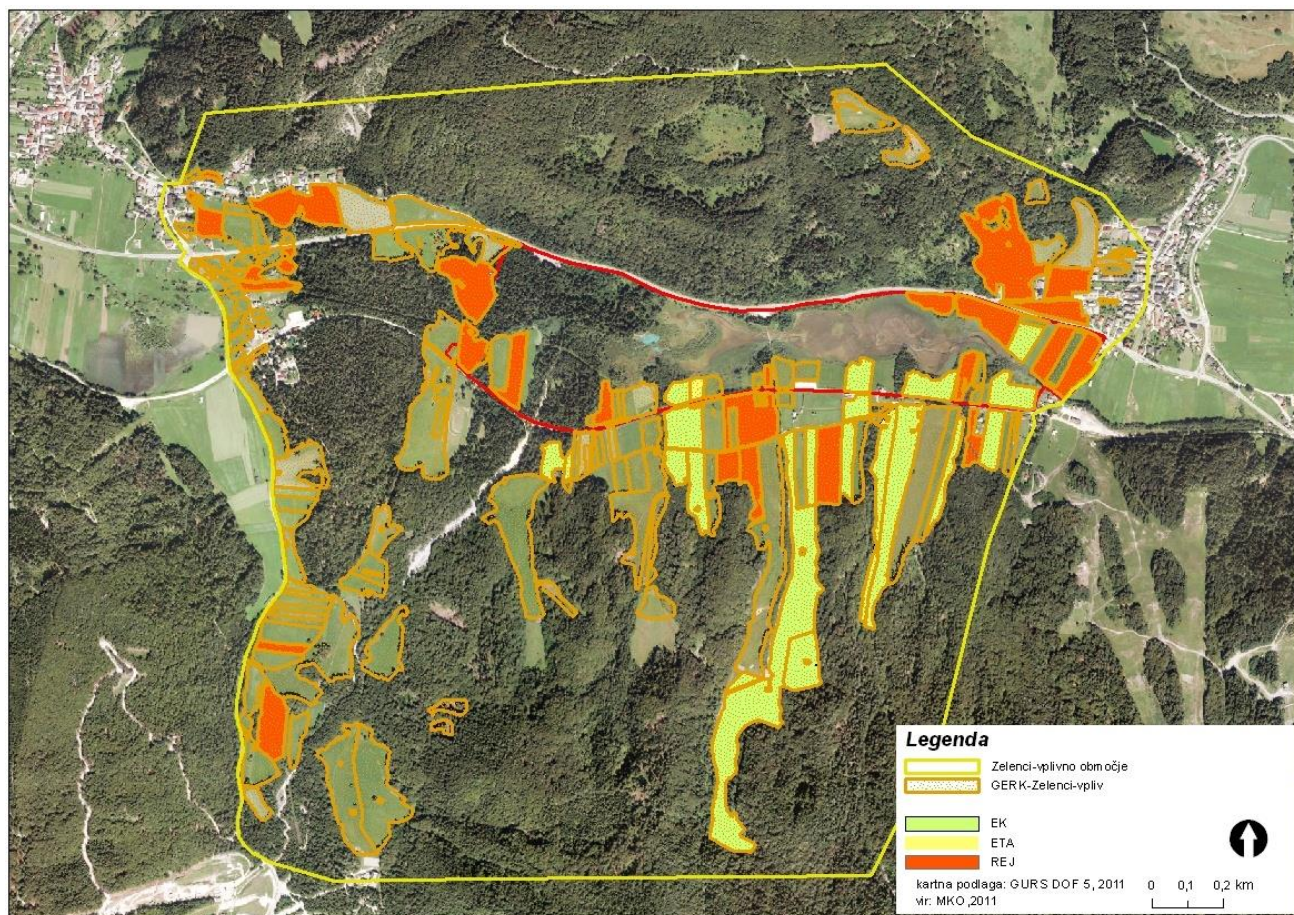 Legenda
Zelenci-vplivno območje
GERK-Zelenci-vpliv
EK
ETA
REJ
kartna podlaga: GURS DOF 5, 2011
vir: MKO ,2011
0 0,1 0,2 km